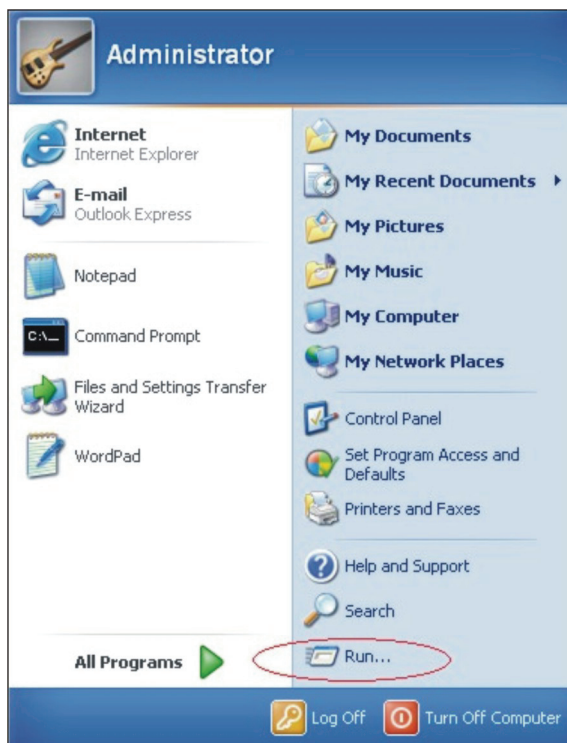 Administrator
Internet
Internet Explorer
E-mail
Outlook Express
Notepad
C:\_
Command Prompt
Files and Settings Transfer
Wizard
WordPad
All Programs
My Documents
My Recent Documents
My Pictures
My Music
My Computer
My Network Places
Control Panel
Set Program Access and
Defaults
Printers and Faxes
Help and Support
Search
Run...
Log Off
Turn Off Computer